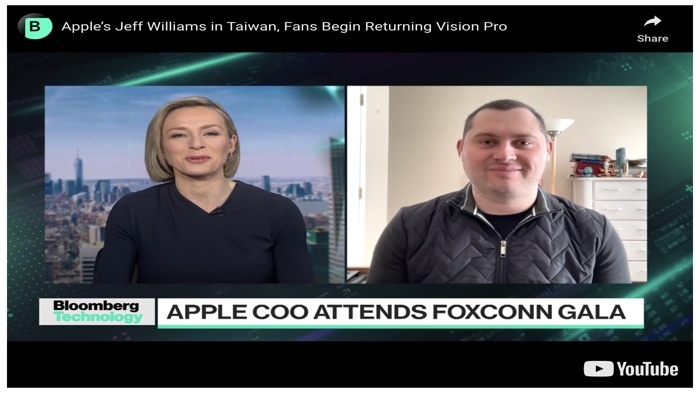 B
Apple's Jeff Williams in Taiwan, Fans Begin Returning Vision Pro
Share
Bloomberg
Technology
APPLE COO ATTENDS FOXCONN GALA
YouTube